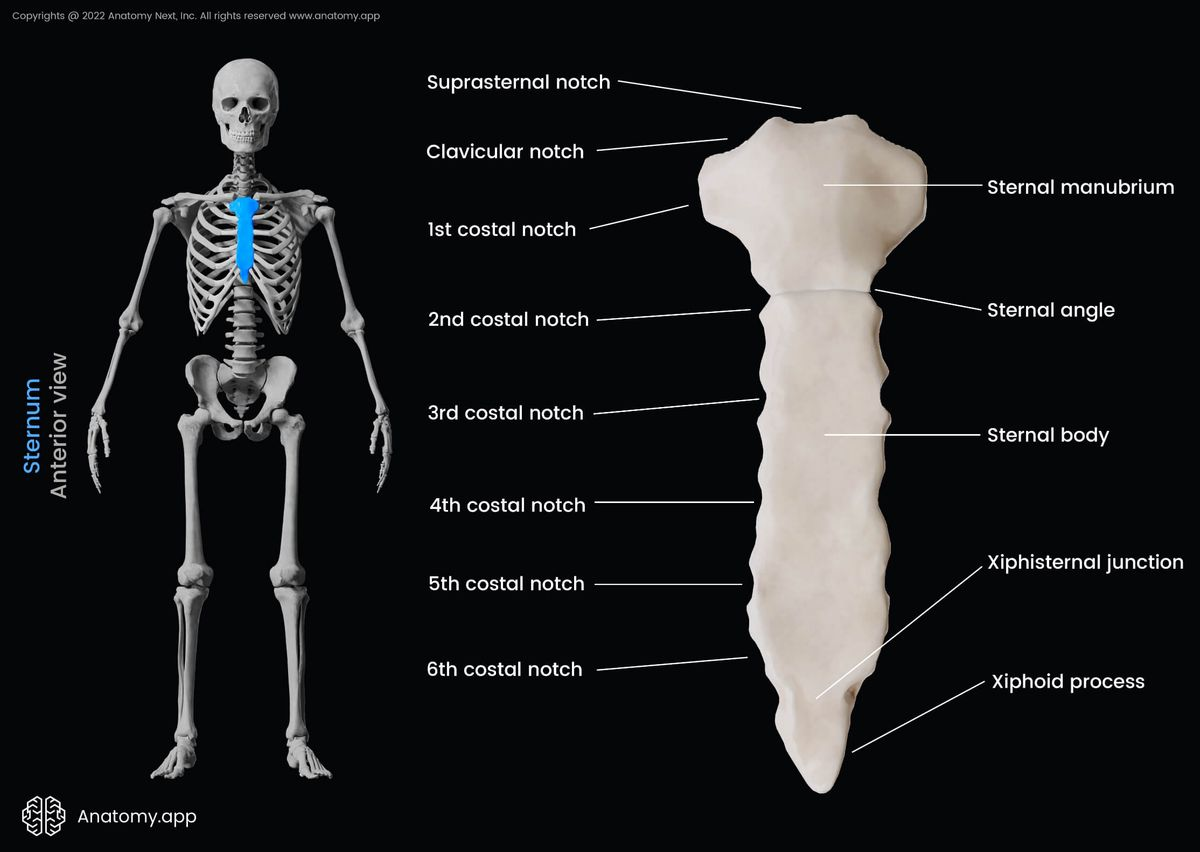 Copyrights @ 2022 Anatomy Next, Inc. All rights reserved www.anatomy.app
Suprasternal notch
Clavicular notch
1st costal notch
2nd costal notch
3rd costal notch
4th costal notch
5th costal notch
6th costal notch
Sternal manubrium
Sternal angle
Sternal body
Xiphisternal junction
Xiphoid process
Sternum
Anterior view
Anatomy.app